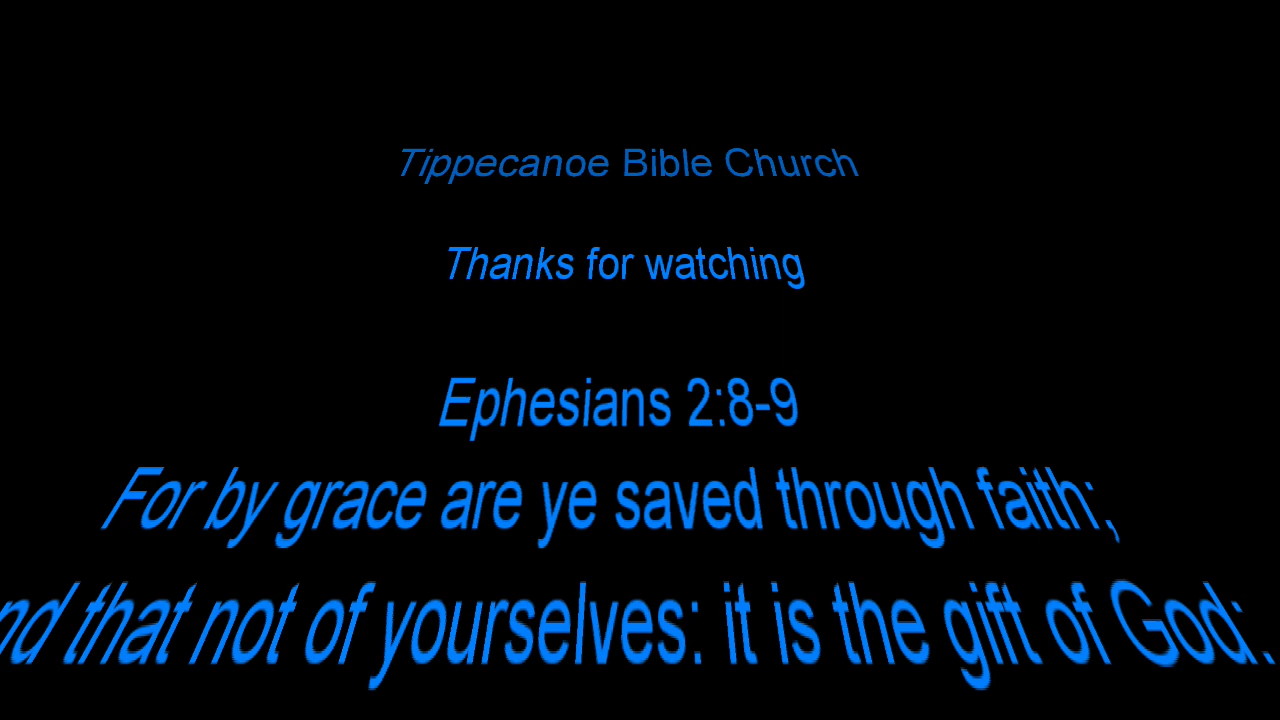 Tippecanoe Bible Church
Thanks for watching
Ephesians 2:8-9
For by grace are ye saved through faith;
that not of yourselves: it is the gift of God: